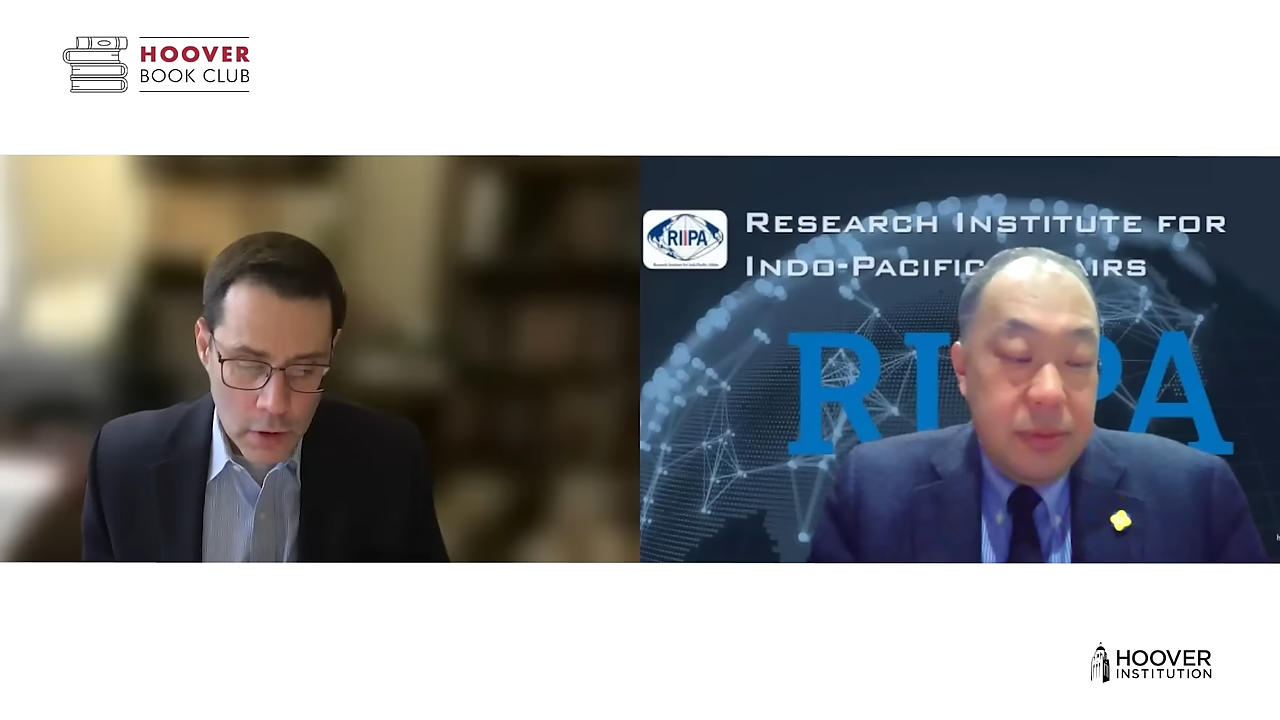 HOOVER
BOOK CLUB
RIIPA
RESEARCH INSTITUTE FOR
INDO-PACIFIC
HOOVER
INSTITUTION